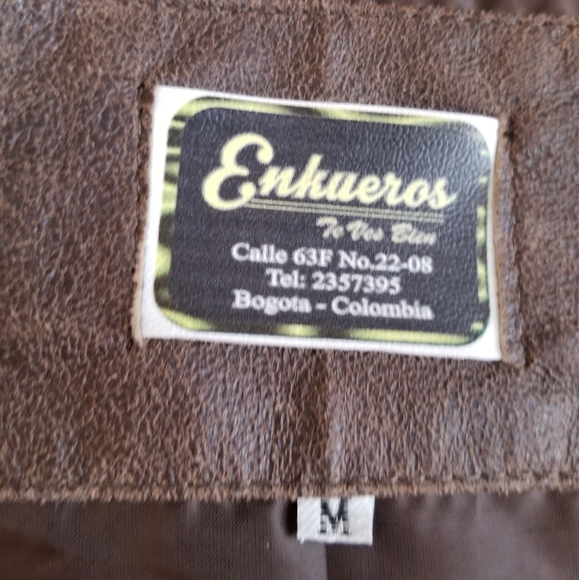 Enkueros
Te Ves Bien
Calle 63F No.22-08
Tel: 2357395
Bogota - Colombia
M